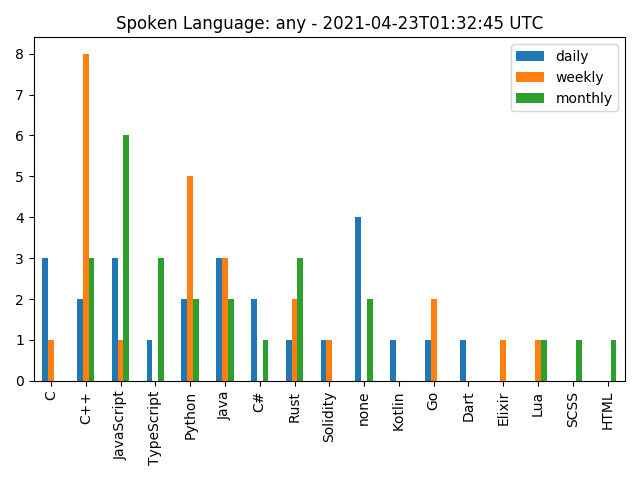 Spoken Language: any - 2021-04-23T01:32:45 UTC
daily
weekly
monthly
8
7
6
5
4
3
2
1
0
C
C++
JavaScript
TypeScript
Python
Java
C#
Rust
Solidity
none
Kotlin
Go
Dart
Elixir
Lua
SCSS
HTML